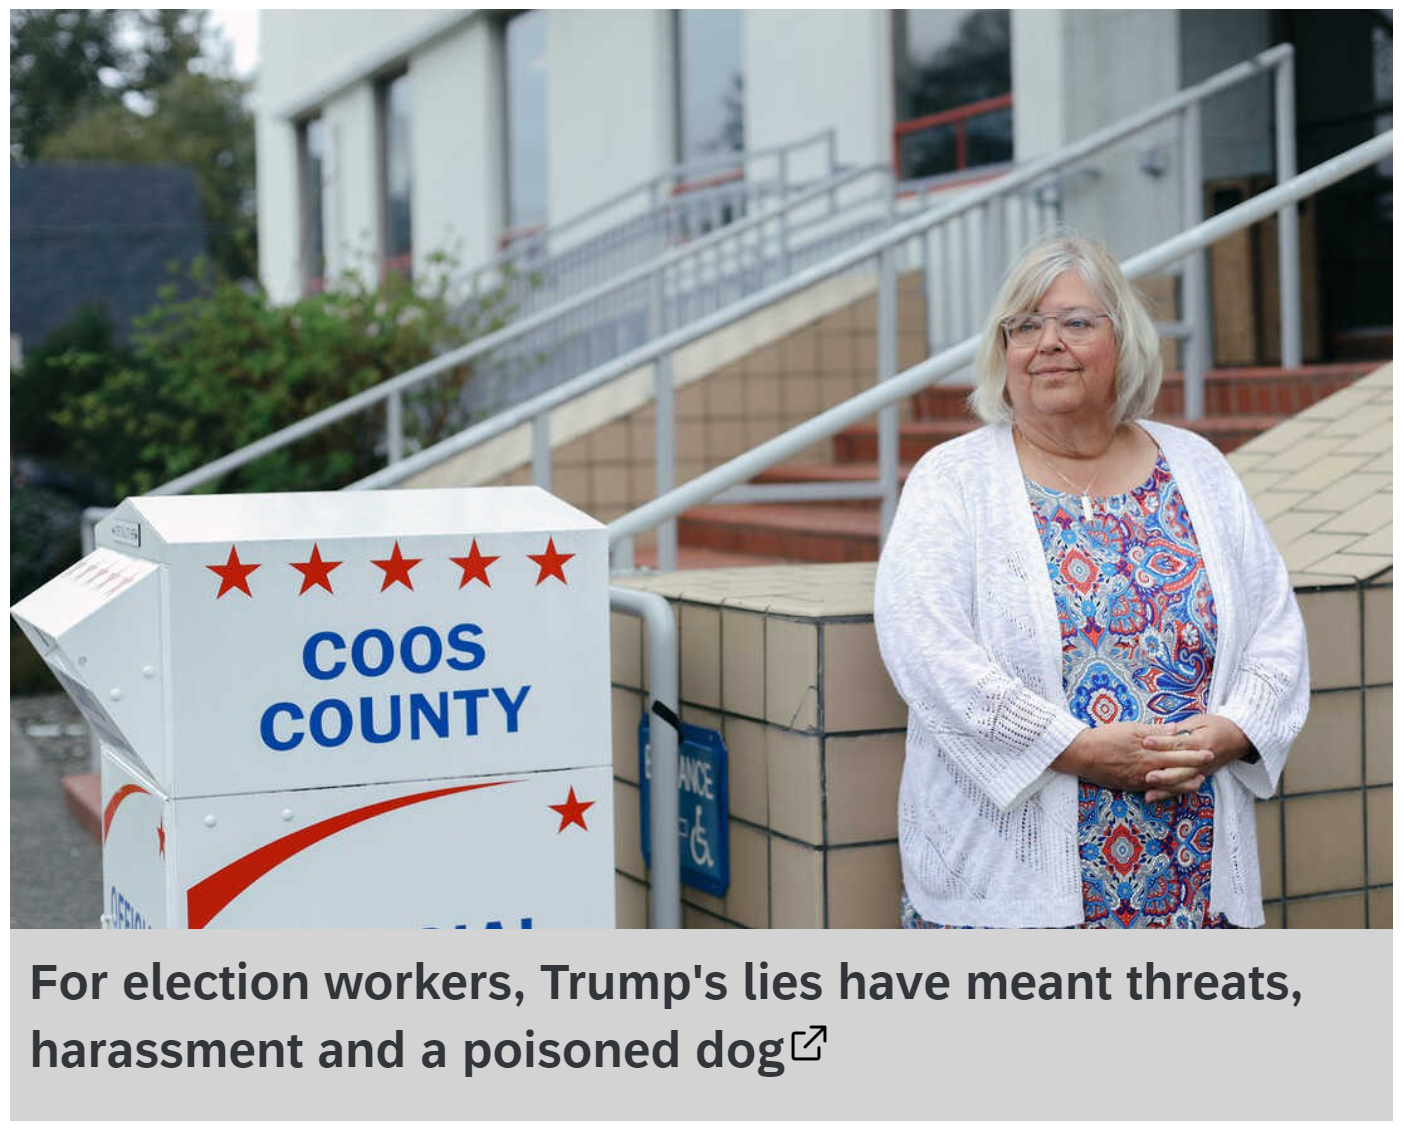 COOS
COUNTY
For election workers, Trump's lies have meant threats,
harassment and a poisoned dog